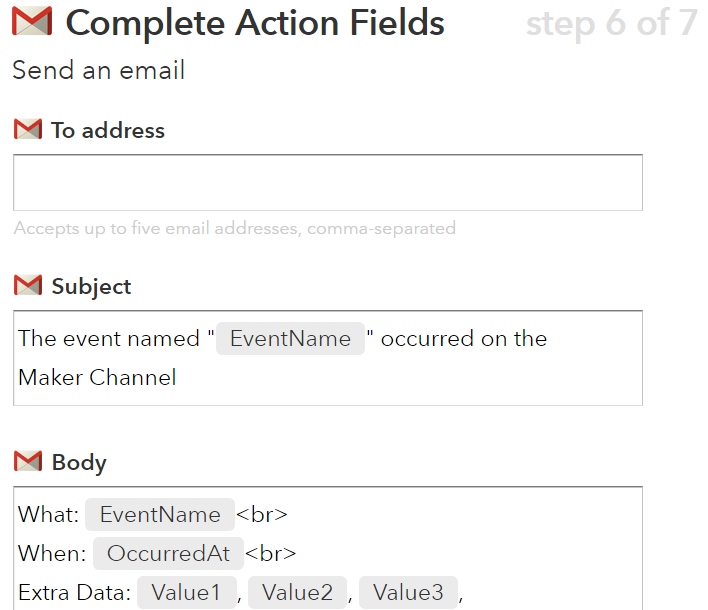 Complete Action Fields step 6 of 7
Send an email
To address
Accepts up to five email addresses, comma-separated
Subject
The event named " EventName " occurred on the
Maker Channel
Body
What: EventName <br>
When: OccurredAt <br>
Extra Data: Value1 , Value2 , Value3 ,